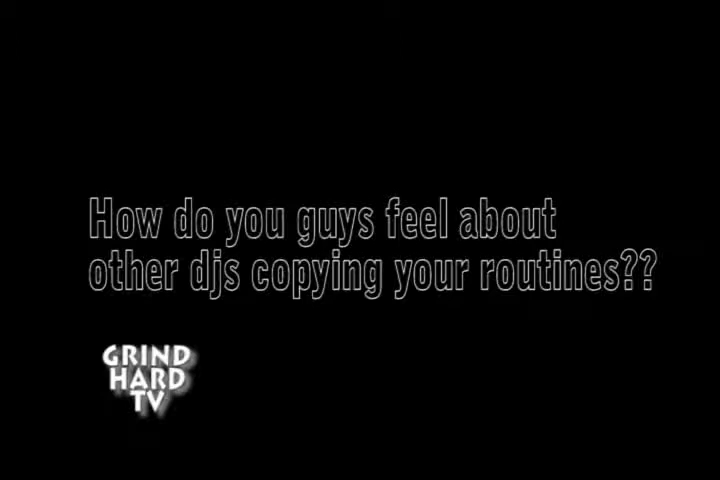 How do you guys feel about
other djs copying your routines??
GRIND
HARD
TV